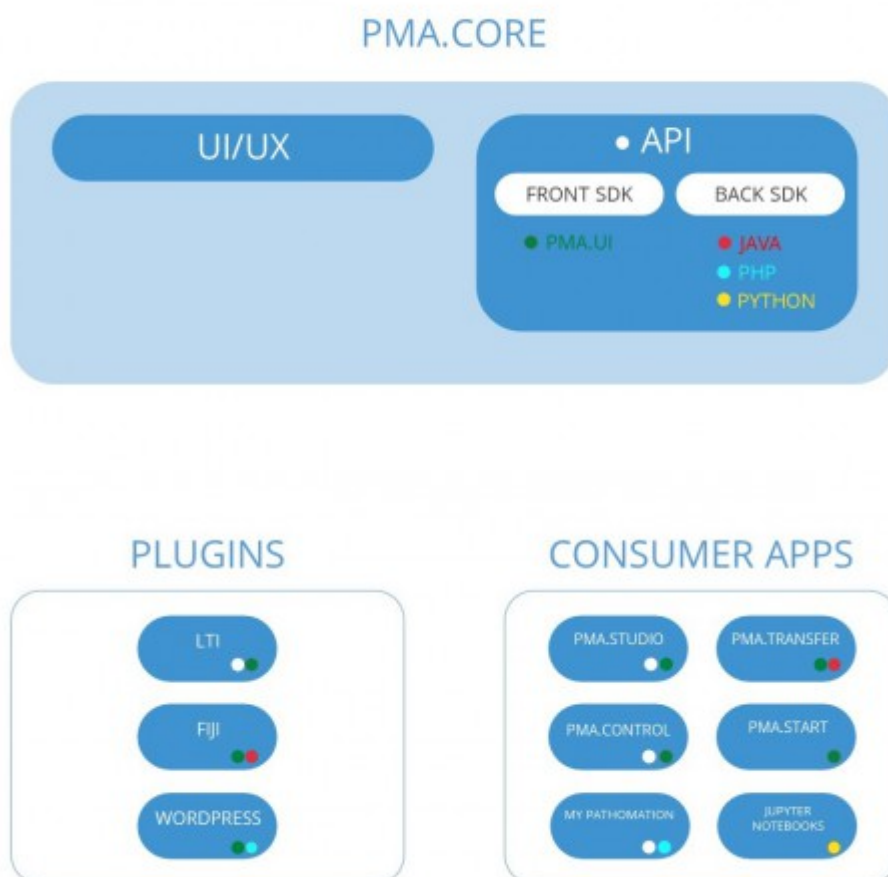 PMA.CORE
UI/UX
API
FRONT SDK
BACK SDK
PMA.UI
JAVA
PHP
PYTHON
PLUGINS
LTI
FIJI
WORDPRESS
CONSUMER APPS
PMA.STUDIO
PMA.TRANSFER
PMA.CONTROL
PMA.START
MY PATHOMATION
JUPYTER
NOTEBOOKS